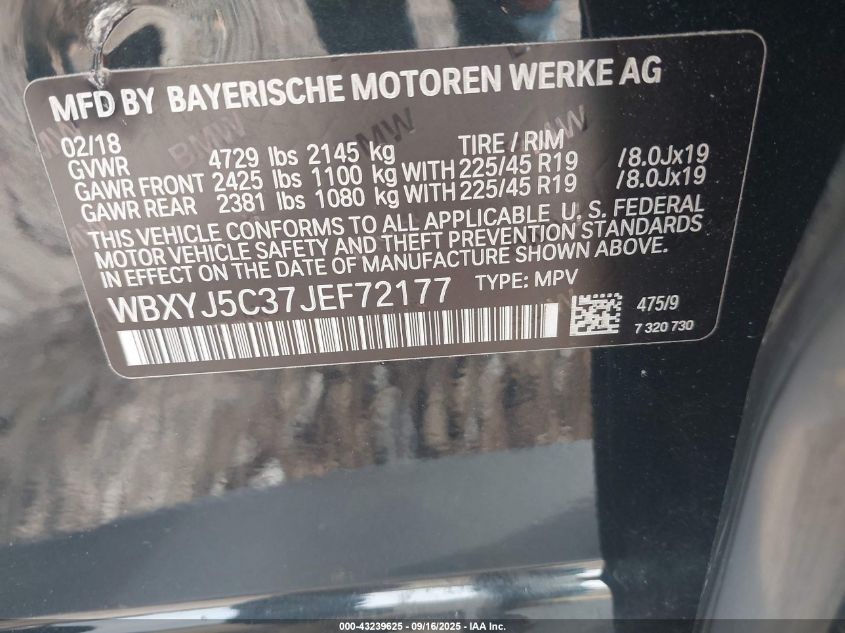 MFD BY BAYERISCHE MOTOREN WERKE AG
02/18 TIRE / RIM
GVWR 4729 lbs 2145 kg
GAWR FRONT 2425 lbs 1100 kg WITH 225/45 R19 /8.0Jx19
GAWR REAR 2381 lbs 1080 kg WITH 225/45 R19 /8.0Jx19
THIS VEHICLE CONFORMS TO ALL APPLICABLE U. S. FEDERAL
MOTOR VEHICLE SAFETY AND THEFT PREVENTION STANDARDS
IN EFFECT ON THE DATE OF MANUFACTURE SHOWN ABOVE.
WBXYJ5C37JEF72177 TYPE: MPV
475/9
7 320 730
000-43239625 - 09/16/2025 - IAA Inc.